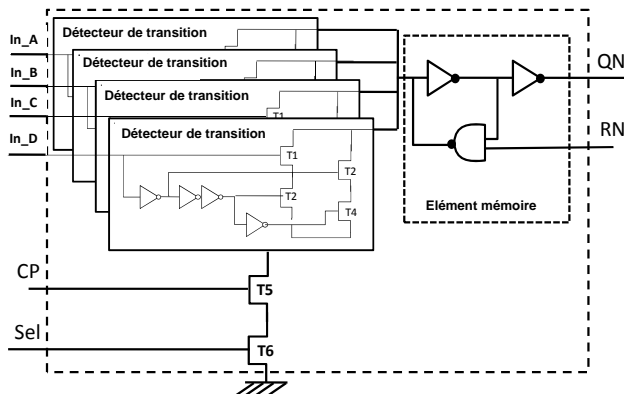 Détecteur de transition
In_A
Détecteur de transition
In_B
Détecteur de transition
In_C
T1
Détecteur de transition
In_D
T1
T2
T2
T4
QN
RN
Elément mémoire
CP
T5
Sel
T6